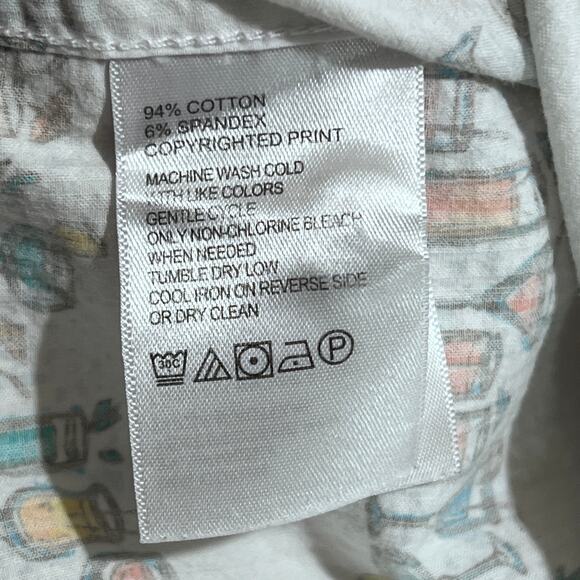 94% COTTON
6% SPANDEX
COPYRIGHTED PRINT
MACHINE WASH COLD
WITH LIKE COLORS
GENTLE CYCLE
ONLY NON-CHLORINE BLEACH
WHEN NEEDED
TUMBLE DRY LOW
COOL IRON ON REVERSE SIDE
OR DRY CLEAN
30C P